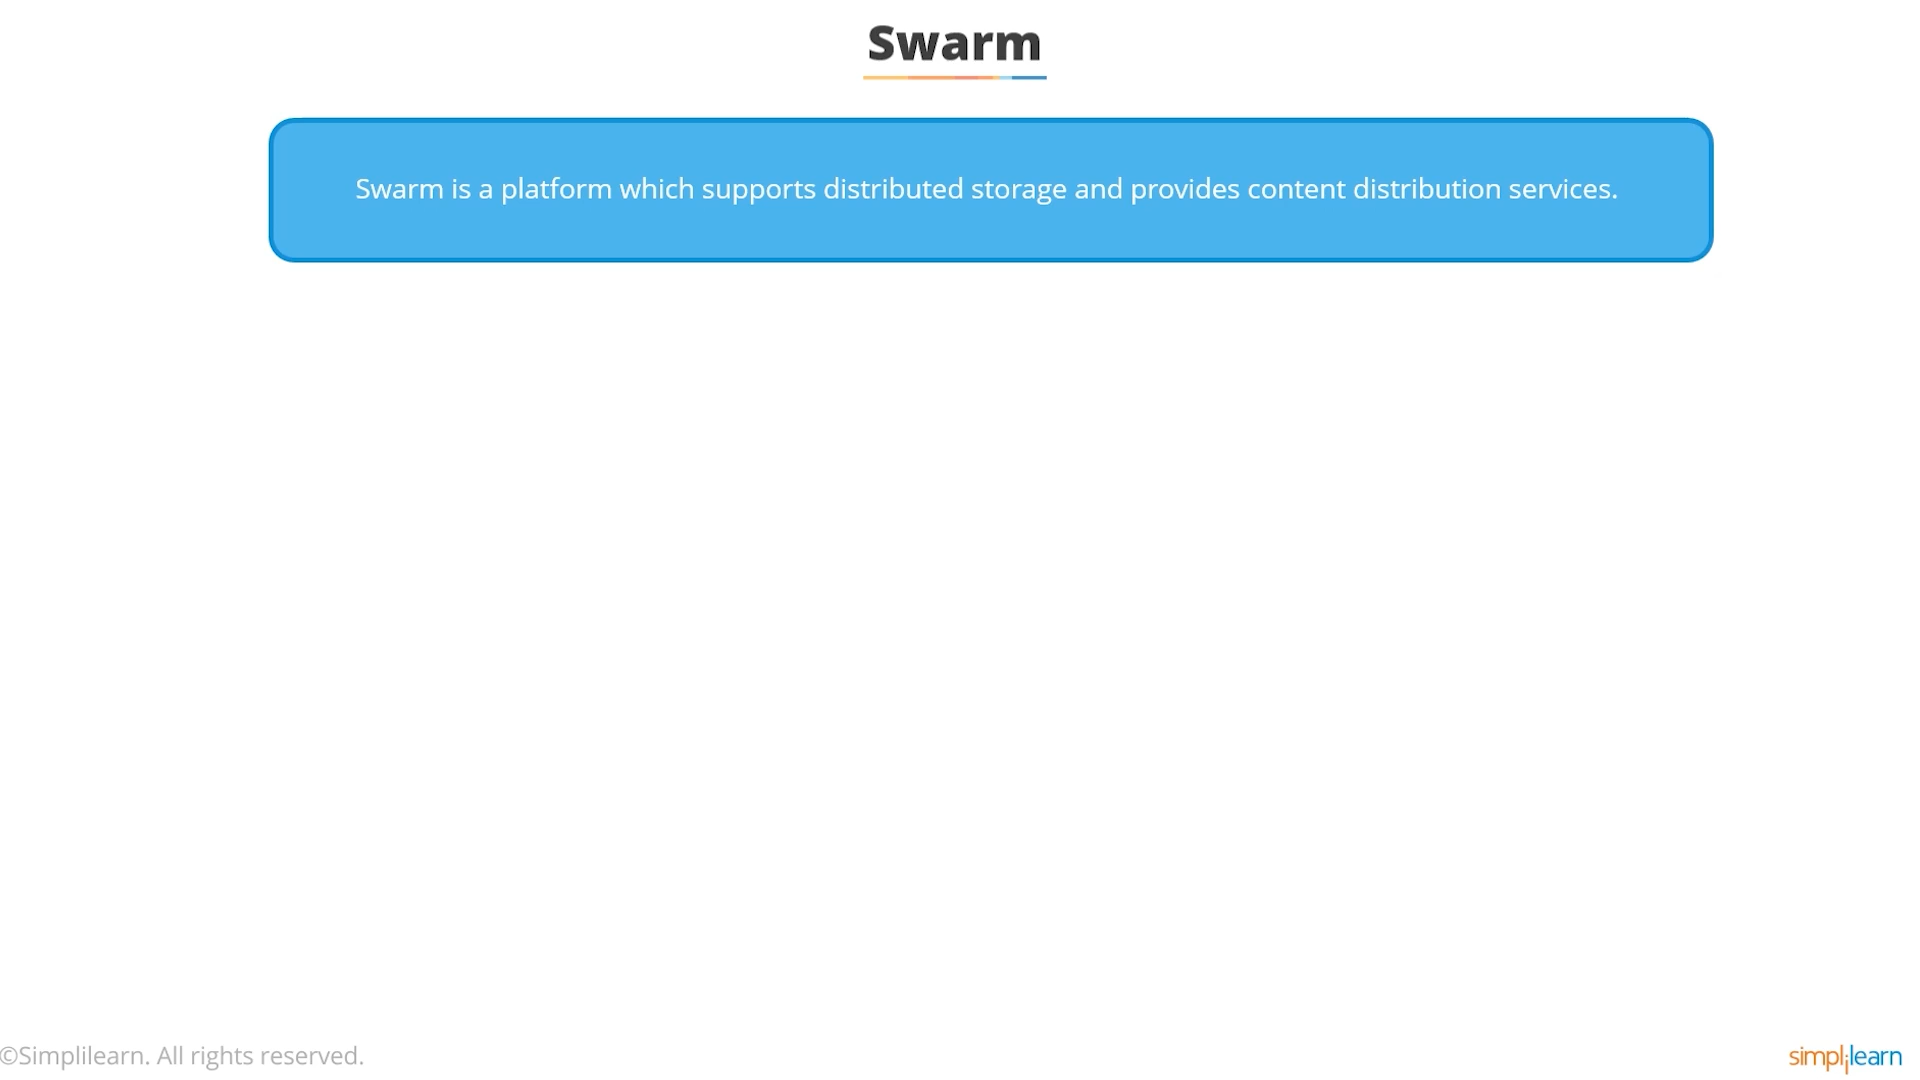 Swarm
Swarm is a platform which supports distributed storage and provides content distribution services.
©Simplilearn. All rights reserved.
simplilearn